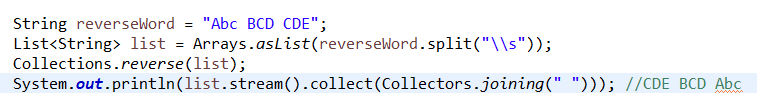 String reverseWord = "Abc BCD CDE";
List<String> list = Arrays.asList(reverseWord.split("\\s"));
Collections.reverse(list);
System.out.println(list.stream().collect(Collectors.joining(" "))); //CDE BCD Abc